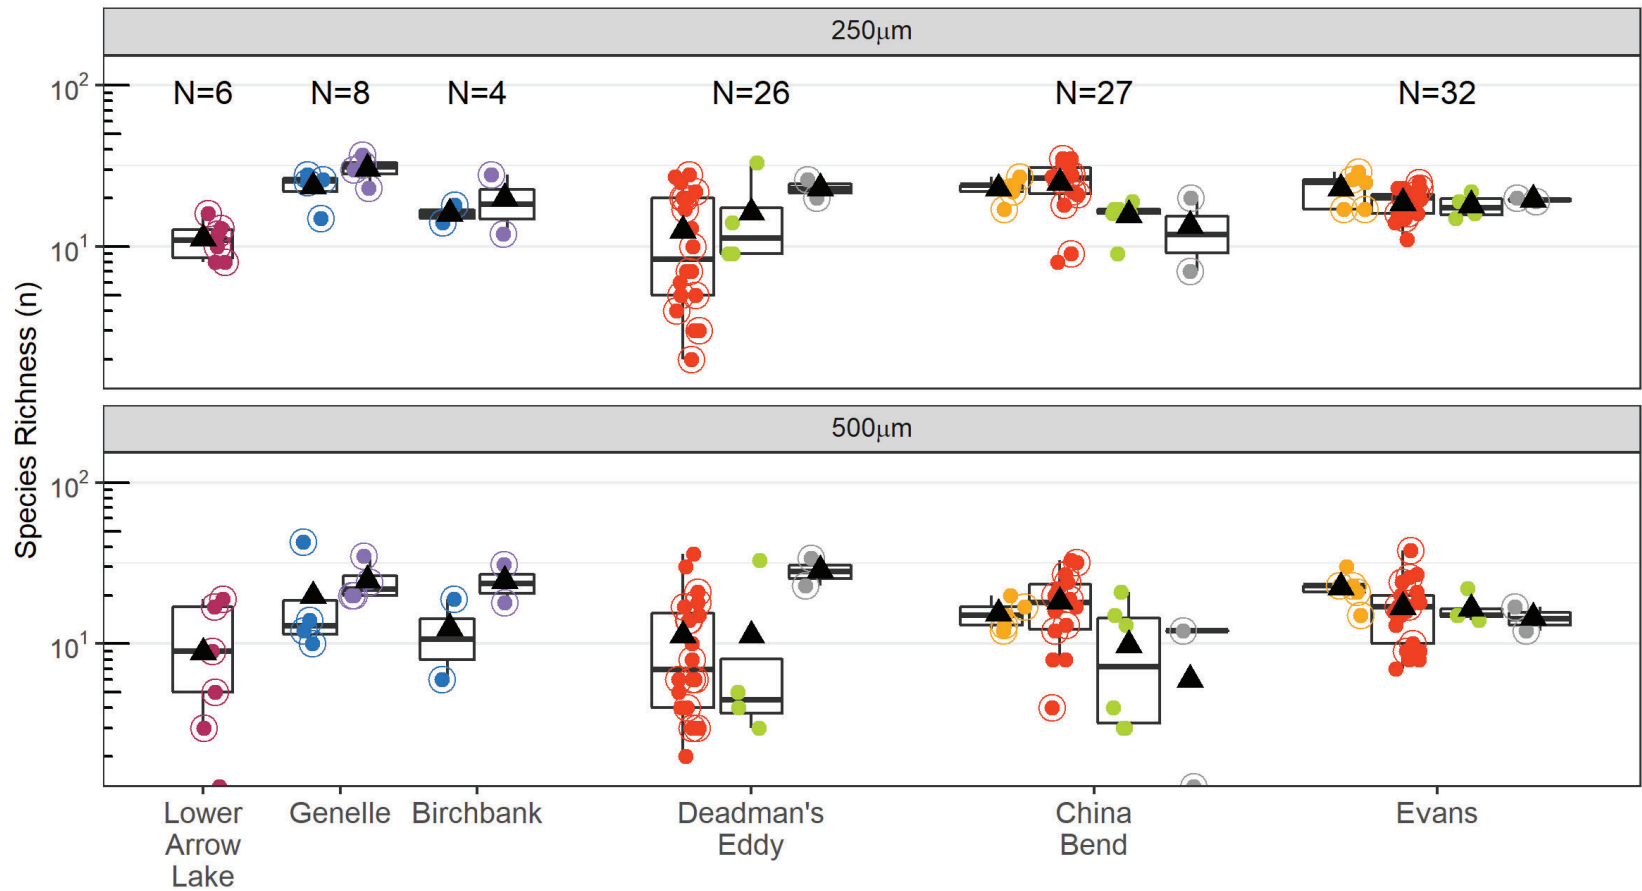 250μm
N=6 N=8 N=4 N=26 N=27 N=32
10²
10¹
Species Richness (n)
500μm
10²
10¹
Lower Arrow Lake
Genelle
Birchbank
Deadman's Eddy
China Bend
Evans